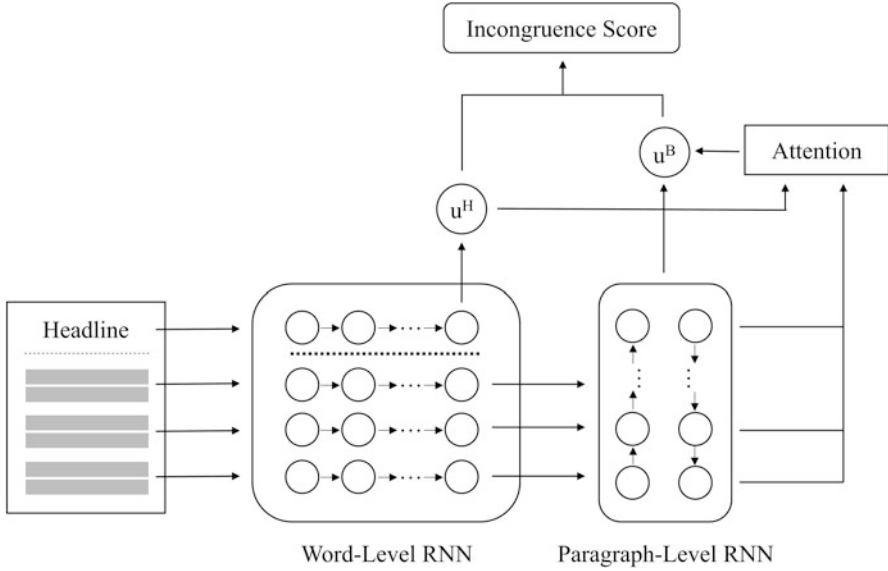 Incongruence Score
u^B
Attention
u^H
Headline
Word-Level RNN
Paragraph-Level RNN